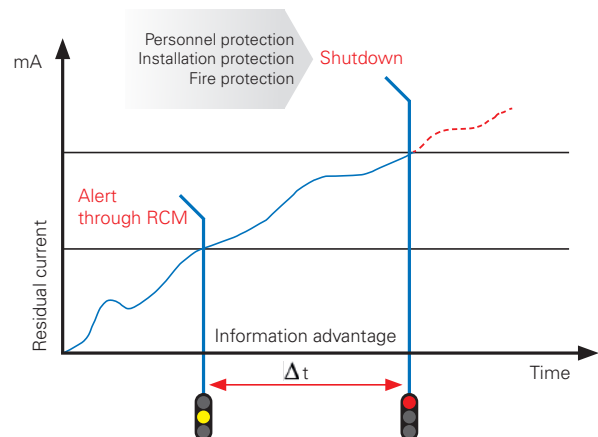 Personnel protection
Installation protection
Fire protection
Shutdown
mA
Alert
through RCM
Residual current
Information advantage
Δt
Time